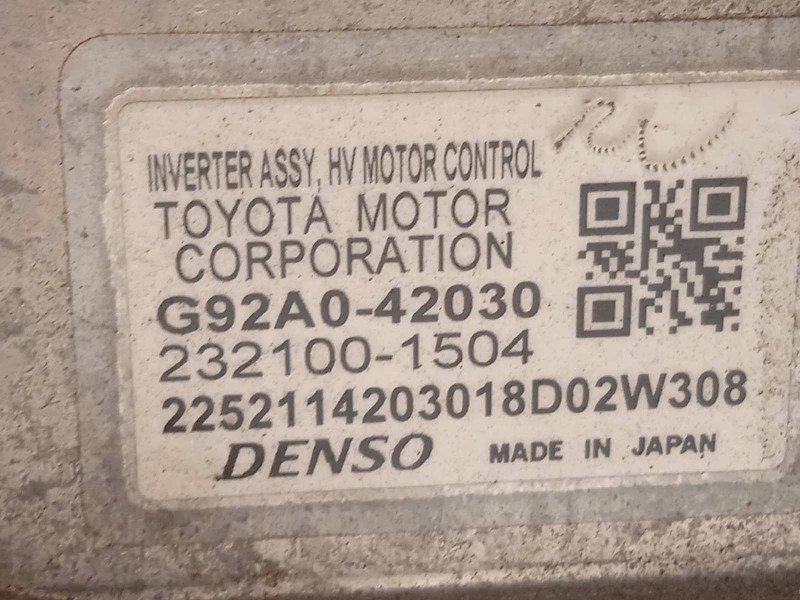 INVERTER ASSY, HV MOTOR CONTROL
TOYOTA MOTOR
CORPORATION
G92A0-42030
232100-1504
2252114203018D02W308
DENSO MADE IN JAPAN